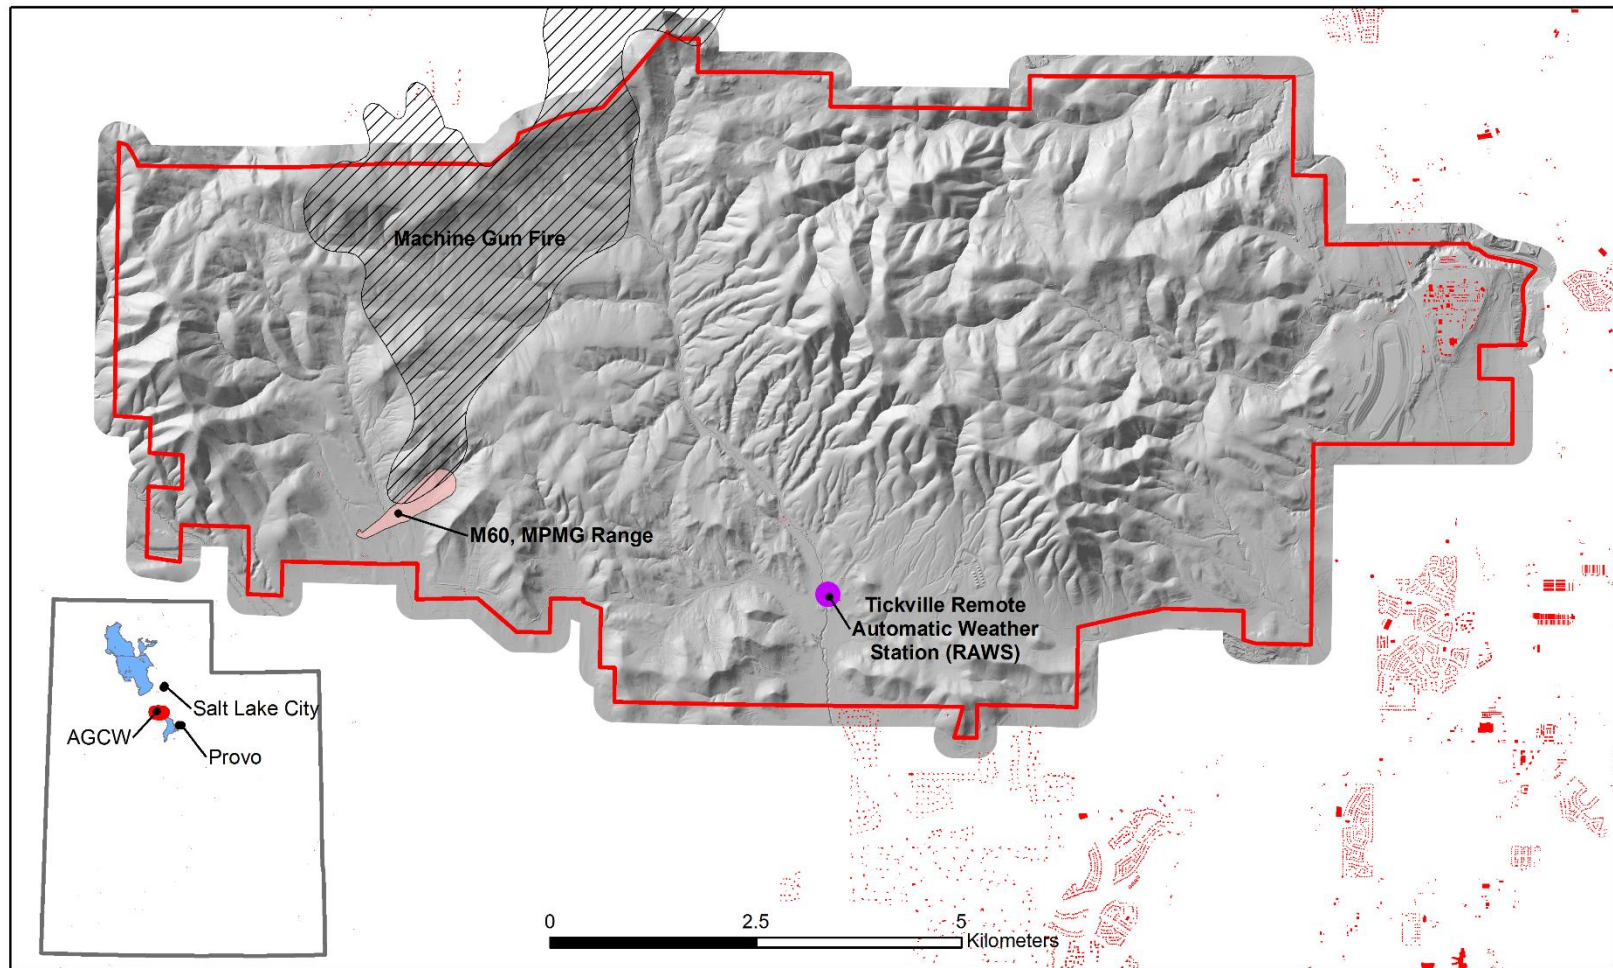 Machine Gun Fire
M60, MPMG Range
Tickville Remote
Automatic Weather
Station (RAWS)
Salt Lake City
AGCW
Provo
0 2.5 5
Kilometers